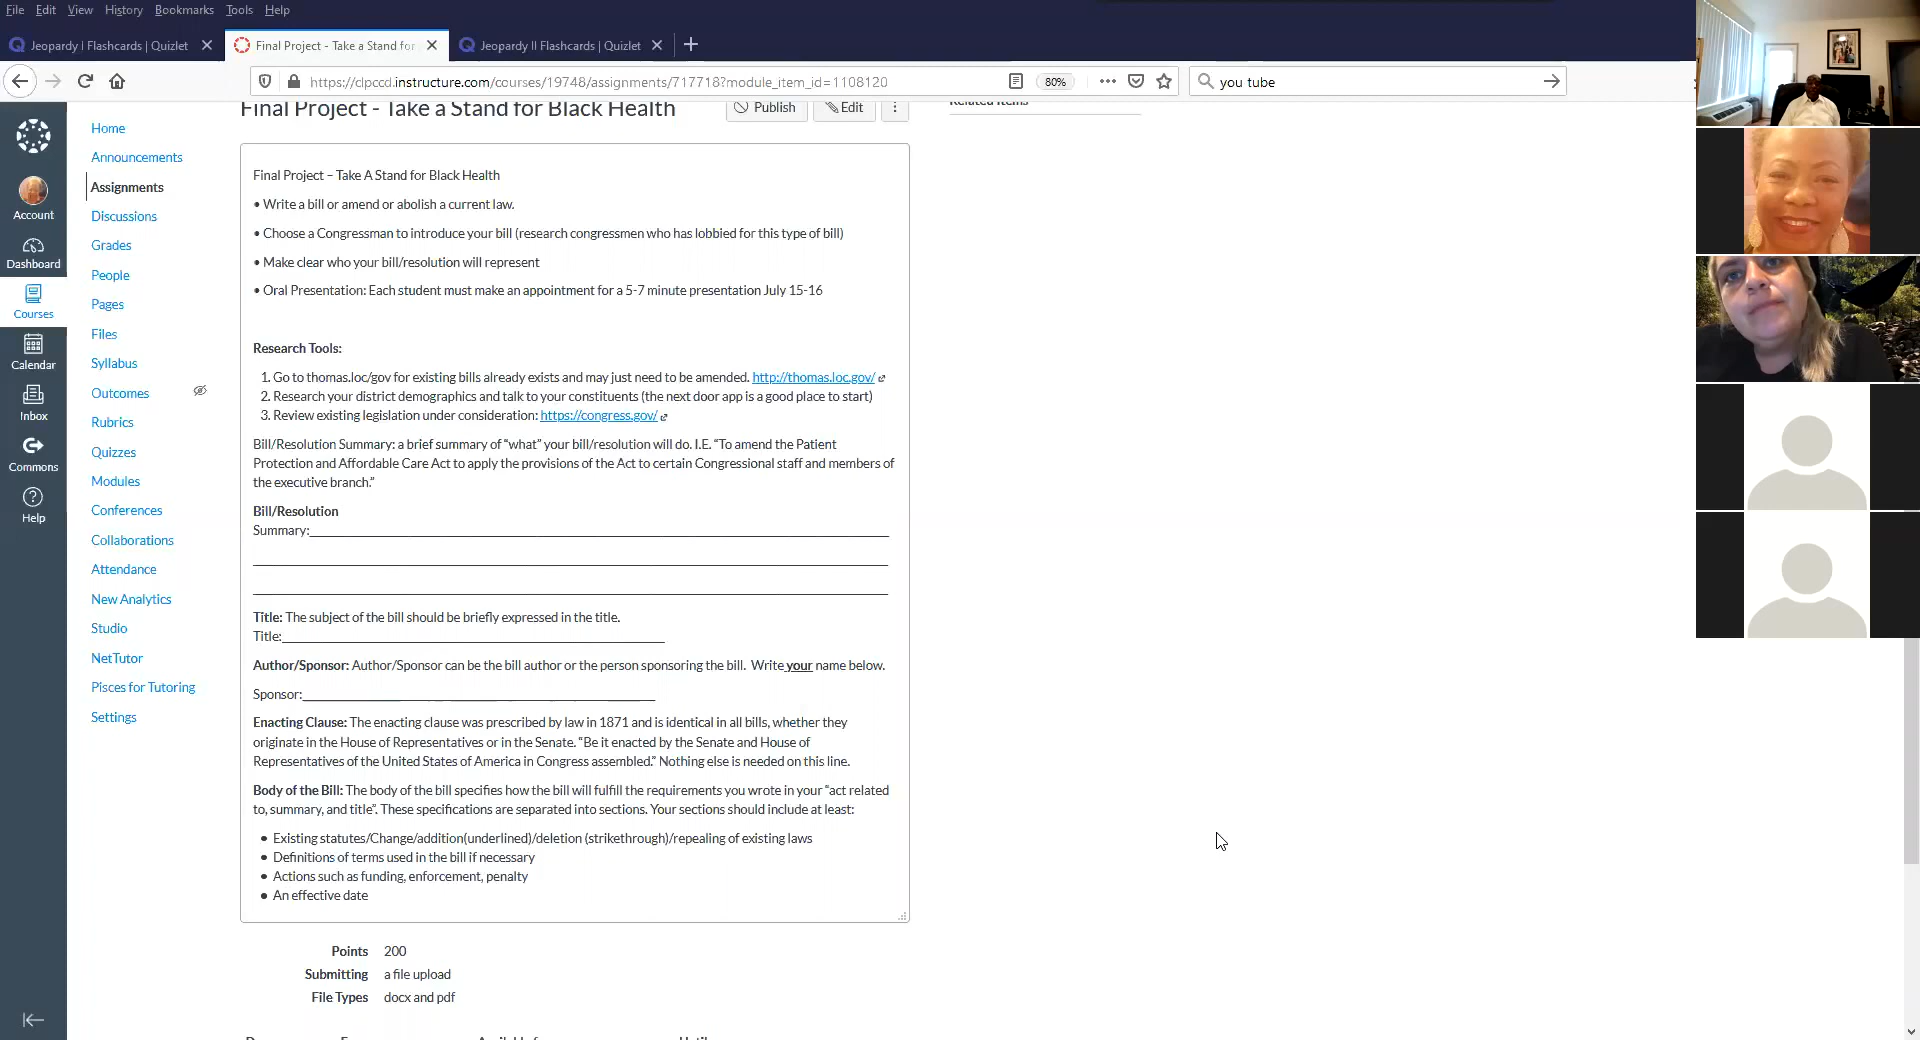 File Edit View History Bookmarks Tools Help
Jeopardy I Flashcards | Quizlet
Final Project - Take a Stand for
Jeopardy II Flashcards | Quizlet
https://clpccd.instructure.com/courses/19748/assignments/717718?module_item_id=1108120
80%
you tube
Account
Dashboard
Courses
Calendar
Inbox
Commons
Help
Home
Announcements
Assignments
Discussions
Grades
People
Pages
Files
Syllabus
Outcomes
Rubrics
Quizzes
Modules
Conferences
Collaborations
Attendance
New Analytics
Studio
NetTutor
Pisces for Tutoring
Settings
Final Project - Take a Stand for Black Health
Publish
Edit
Related Items
Final Project – Take A Stand for Black Health
• Write a bill or amend or abolish a current law.
• Choose a Congressman to introduce your bill (research congressmen who has lobbied for this type of bill)
• Make clear who your bill/resolution will represent
• Oral Presentation: Each student must make an appointment for a 5-7 minute presentation July 15-16
Research Tools:
1. Go to thomas.loc/gov for existing bills already exists and may just need to be amended. http://thomas.loc.gov/
2. Research your district demographics and talk to your constituents (the next door app is a good place to start)
3. Review existing legislation under consideration: https://congress.gov/
Bill/Resolution Summary: a brief summary of “what” your bill/resolution will do. I.E. “To amend the Patient
Protection and Affordable Care Act to apply the provisions of the Act to certain Congressional staff and members of
the executive branch.”
Bill/Resolution
Summary:
Title: The subject of the bill should be briefly expressed in the title.
Title:
Author/Sponsor: Author/Sponsor can be the bill author or the person sponsoring the bill. Write your name below.
Sponsor:
Enacting Clause: The enacting clause was prescribed by law in 1871 and is identical in all bills, whether they
originate in the House of Representatives or in the Senate. “Be it enacted by the Senate and House of
Representatives of the United States of America in Congress assembled.” Nothing else is needed on this line.
Body of the Bill: The body of the bill specifies how the bill will fulfill the requirements you wrote in your “act related
to, summary, and title”. These specifications are separated into sections. Your sections should include at least:
• Existing statutes/Change/addition(underlined)/deletion (strikethrough)/repealing of existing laws
• Definitions of terms used in the bill if necessary
• Actions such as funding, enforcement, penalty
• An effective date
Points 200
Submitting a file upload
File Types docx and pdf